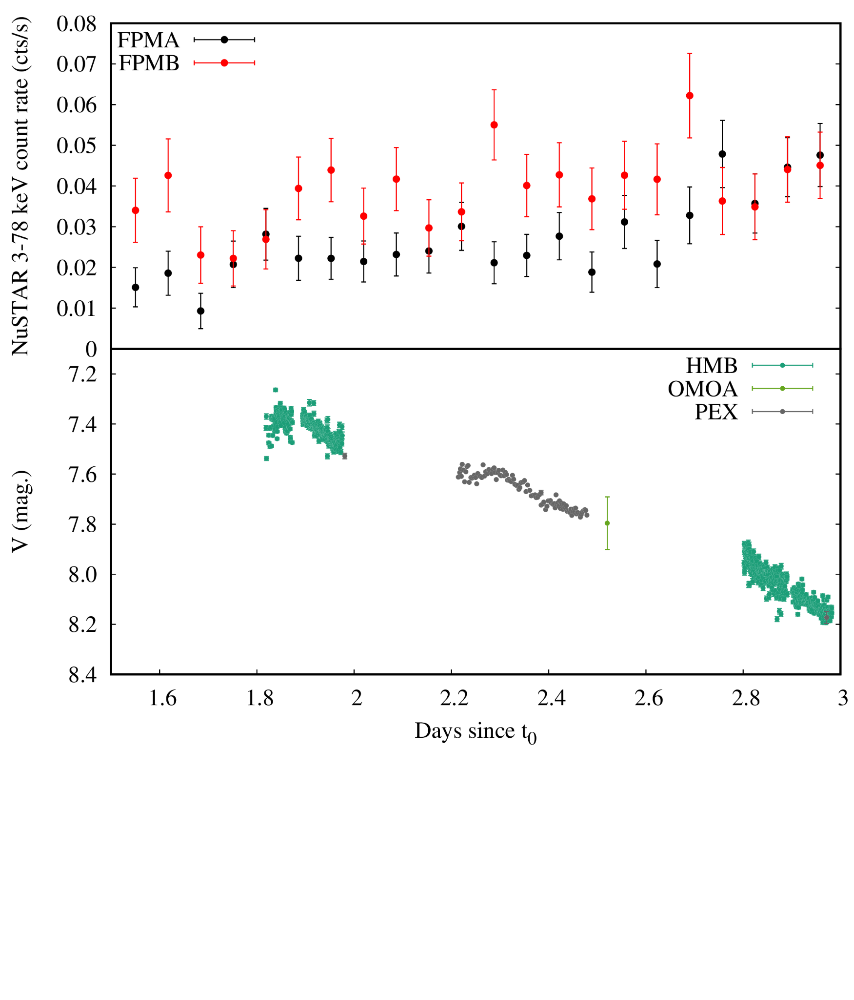 NuSTAR 3-78 keV count rate (cts/s)
0.08
0.07
0.06
0.05
0.04
0.03
0.02
0.01
0
FPMA
FPMB
V (mag.)
7.2
7.4
7.6
7.8
8.0
8.2
8.4
HMB
OMOA
PEX
1.6 1.8 2 2.2 2.4 2.6 2.8 3
Days since t0